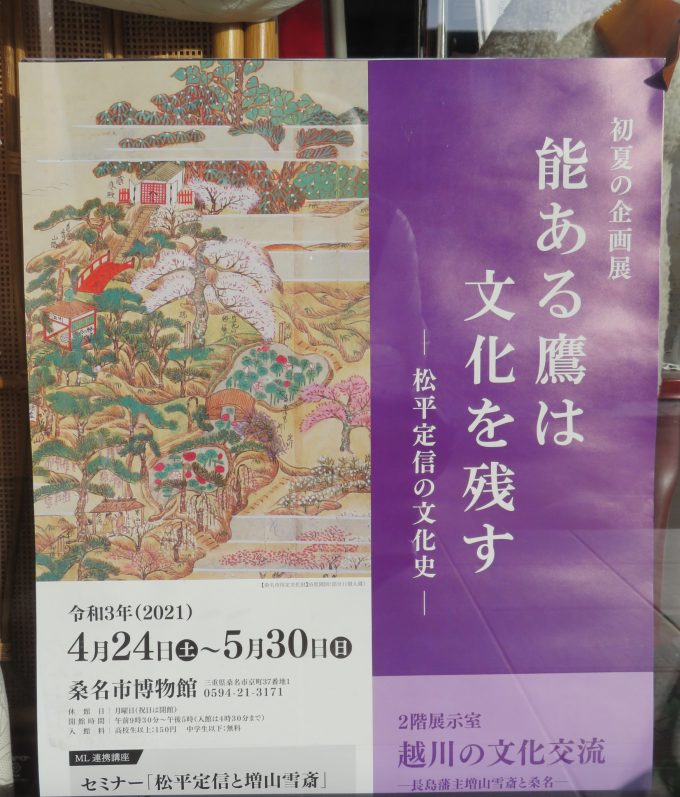 初夏の企画展
能ある鷹は
文化を残す
―松平定信の文化史―
令和3年(2021)
4月24日土～5月30日日
桑名市博物館
三重県桑名市京町37番地1
0594-21-3171
休館日｜月曜日(祝日は開館)
開館時間｜午前9時30分～午後5時(入館は4時30分まで)
入館料｜高校生以上:150円 中学生以下:無料
ML連携講座
セミナー「松平定信と増山雪斎」
2階展示室
越川の文化交流
―長島藩主増山雪斎と桑名―